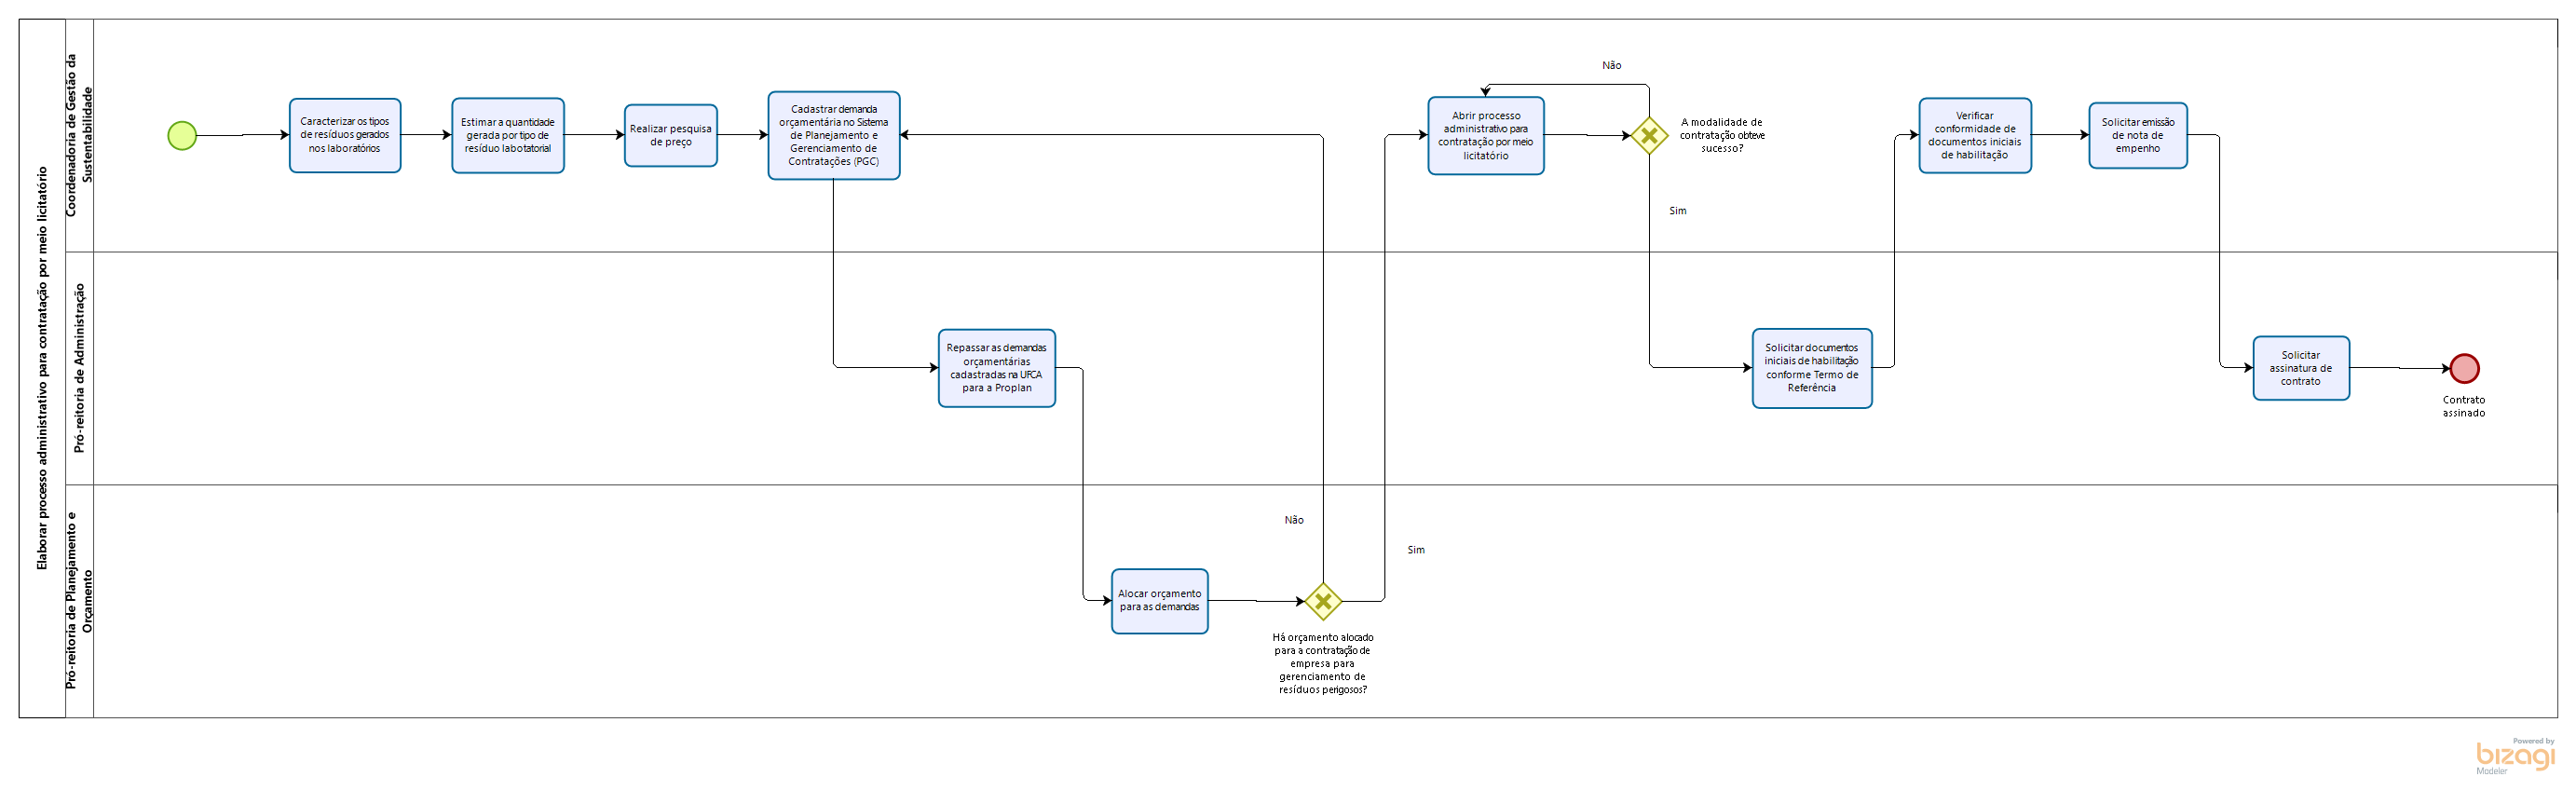 Elaborar processo administrativo para contratação por meio licitatório
Coordenadoria de Gestão da
Sustentabilidade
Caracterizar os tipos
de resíduos gerados
nos laboratórios
Estimar a quantidade
gerada por tipo de
resíduo labotatorial
Realizar pesquisa
de preço
Cadastrar demanda
orçamentária no Sistema
de Planejamento e
Gerenciamento de
Contratações (PGC)
Abrir processo
administrativo para
contratação por meio
licitatório
Não
A modalidade de
contratação obteve
sucesso?
Sim
Verificar
conformidade de
documentos iniciais
de habilitação
Solicitar emissão
de nota de
empenho
Pró-reitoria de Administração
Repassar as demandas
orçamentárias
cadastradas na UFCA
para a Proplan
Solicitar documentos
iniciais de habilitação
conforme Termo de
Referência
Solicitar
assinatura de
contrato
Contrato
assinado
Pró-reitoria de Planejamento e
Orçamento
Alocar orçamento
para as demandas
Não
Sim
Há orçamento alocado
para a contratação de
empresa para
gerenciamento de
resíduos perigosos?
Powered by
bizagi
Modeler